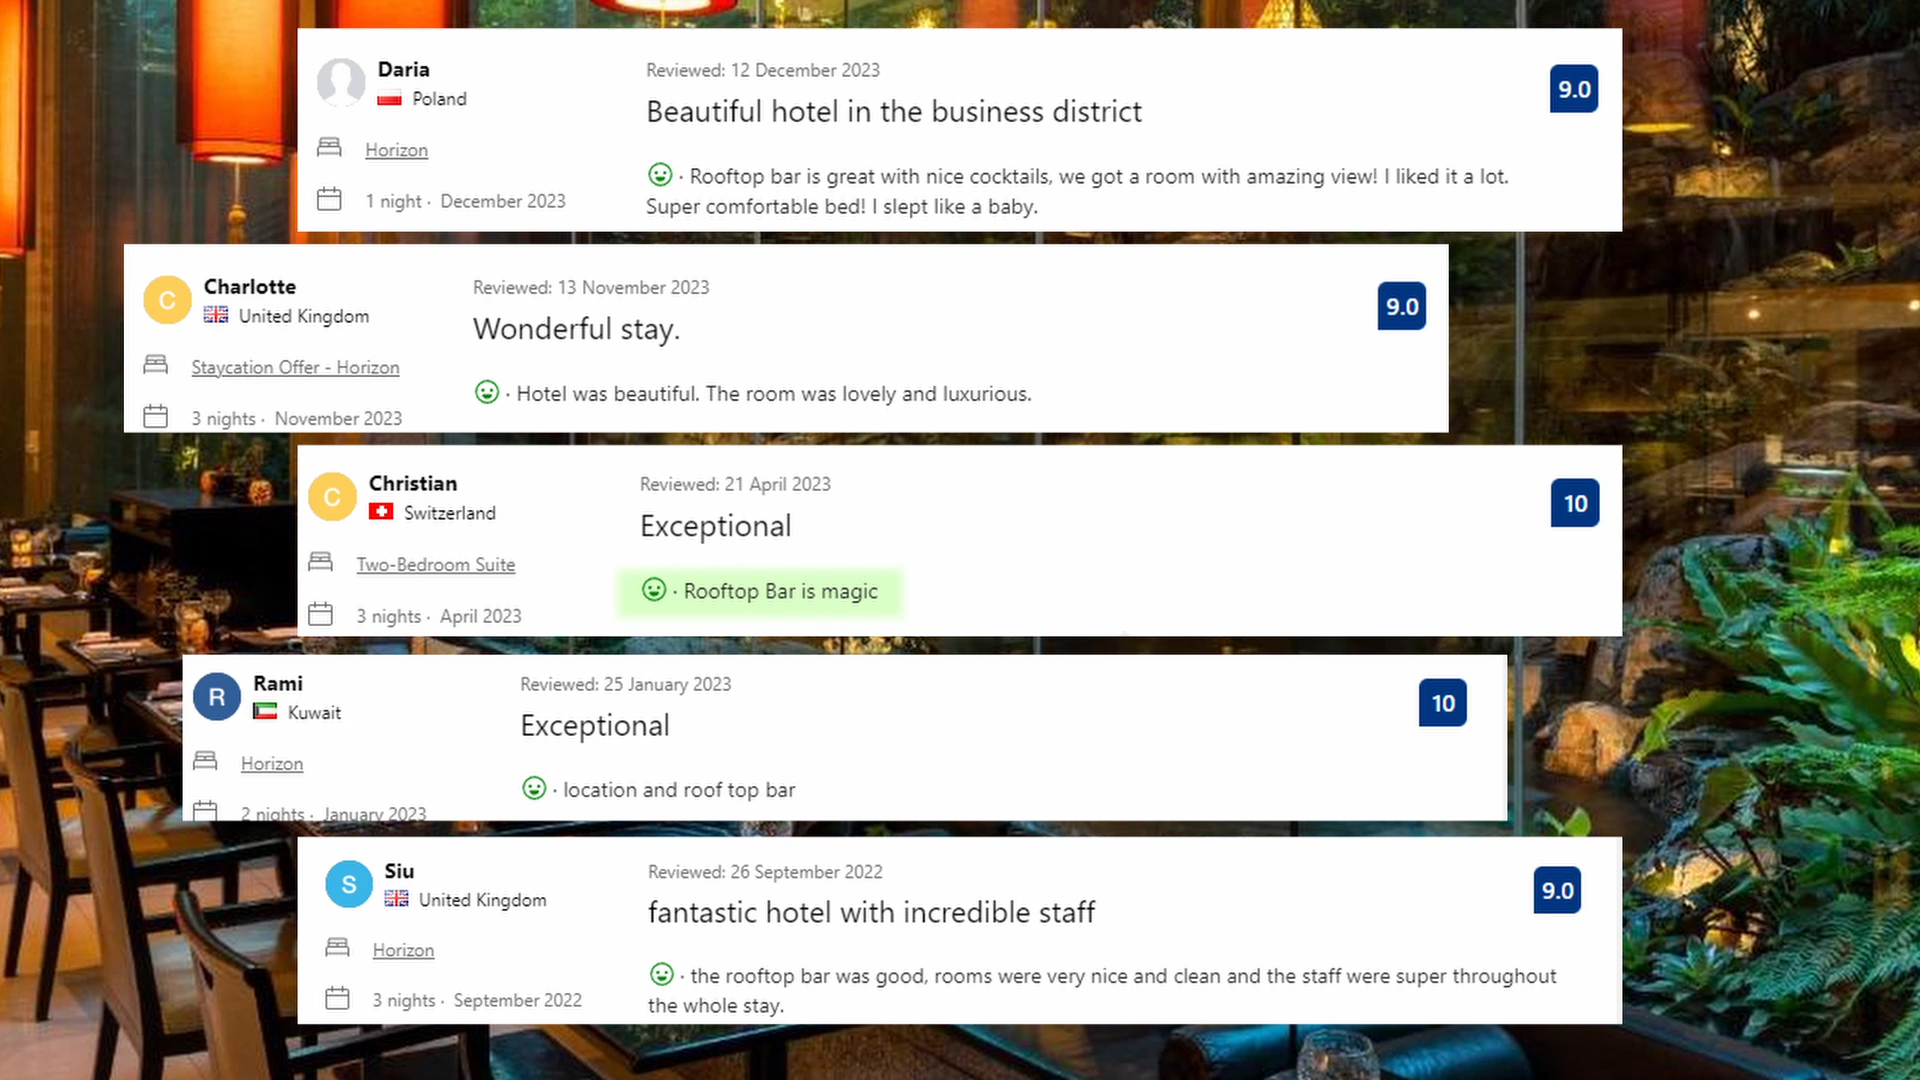 Daria
Poland
Horizon
1 night · December 2023
Reviewed: 12 December 2023
Beautiful hotel in the business district
· Rooftop bar is great with nice cocktails, we got a room with amazing view! I liked it a lot.
Super comfortable bed! I slept like a baby.
9.0
C
Charlotte
United Kingdom
Staycation Offer - Horizon
3 nights · November 2023
Reviewed: 13 November 2023
Wonderful stay.
· Hotel was beautiful. The room was lovely and luxurious.
9.0
C
Christian
Switzerland
Two-Bedroom Suite
3 nights · April 2023
Reviewed: 21 April 2023
Exceptional
· Rooftop Bar is magic
10
R
Rami
Kuwait
Horizon
2 nights · January 2023
Reviewed: 25 January 2023
Exceptional
· location and roof top bar
10
S
Siu
United Kingdom
Horizon
3 nights · September 2022
Reviewed: 26 September 2022
fantastic hotel with incredible staff
· the rooftop bar was good, rooms were very nice and clean and the staff were super throughout
the whole stay.
9.0